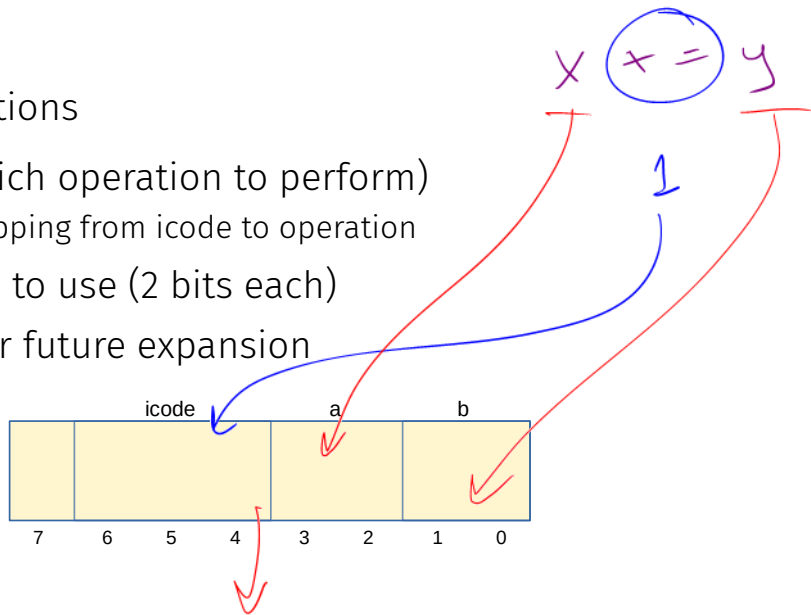 x += y
tions
ich operation to perform)
1
pping from icode to operation
to use (2 bits each)
r future expansion
icode a b
7 6 5 4 3 2 1 0